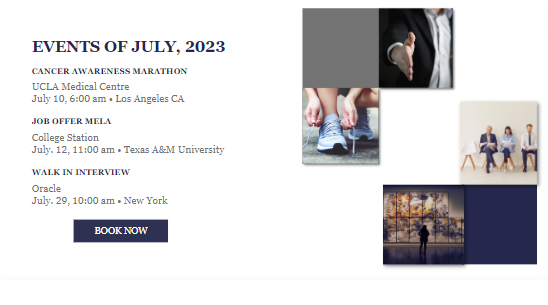 EVENTS OF JULY, 2023
CANCER AWARENESS MARATHON
UCLA Medical Centre
July 10, 6:00 am • Los Angeles CA
JOB OFFER MELA
College Station
July. 12, 11:00 am • Texas A&M University
WALK IN INTERVIEW
Oracle
July. 29, 10:00 am • New York
BOOK NOW